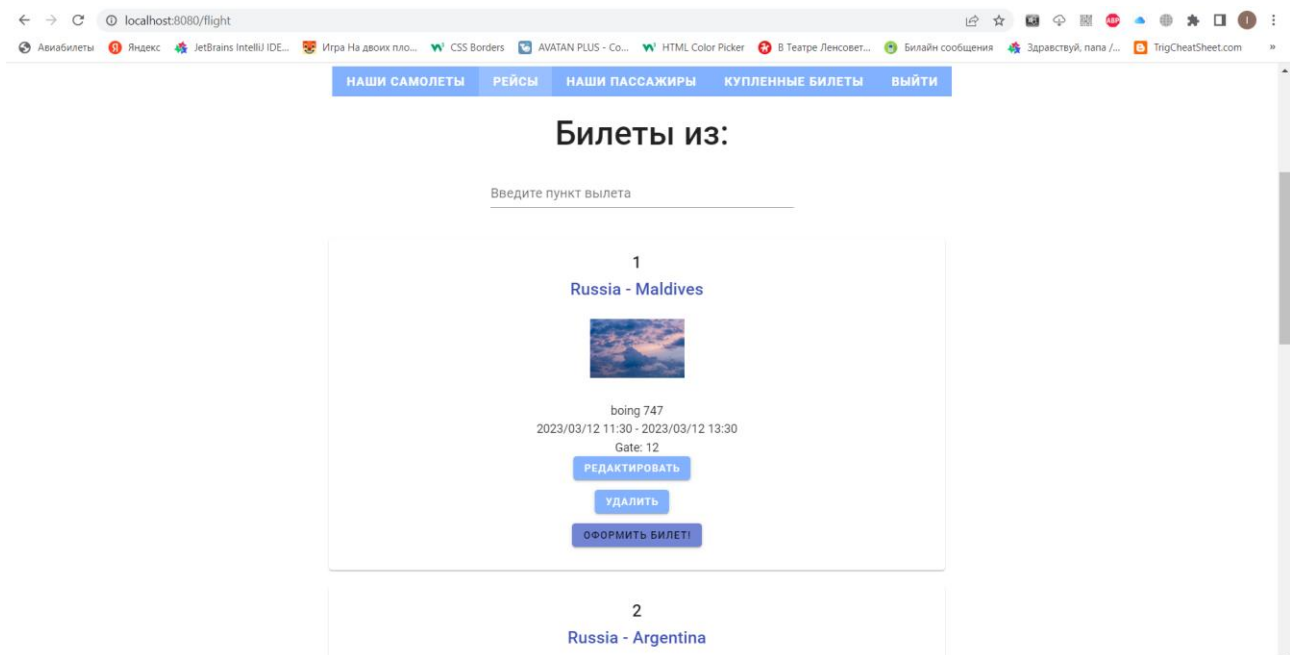 localhost:8080/flight
Авиабилеты Яндекс JetBrains IntelliJ IDE... Игра На двоих пло... CSS Borders AVATAN PLUS - Co... HTML Color Picker В Театре Ленсовет... Билайн сообщения Здравствуй, папа /... TrigCheatSheet.com »
НАШИ САМОЛЕТЫ РЕЙСЫ НАШИ ПАССАЖИРЫ КУПЛЕННЫЕ БИЛЕТЫ ВЫЙТИ
Билеты из:
Введите пункт вылета
1
Russia - Maldives
boing 747
2023/03/12 11:30 - 2023/03/12 13:30
Gate: 12
РЕДАКТИРОВАТЬ
УДАЛИТЬ
ОФОРМИТЬ БИЛЕТ!
2
Russia - Argentina